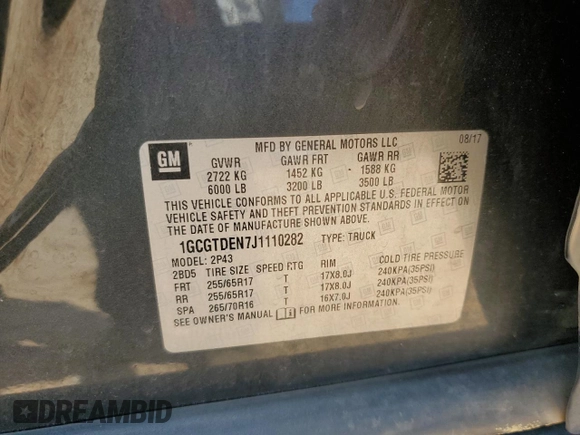 GM
MFD BY GENERAL MOTORS LLC 08/17
GVWR GAWR FRT GAWR RR
2722 KG 1452 KG 1588 KG
6000 LB 3200 LB 3500 LB
THIS VEHICLE CONFORMS TO ALL APPLICABLE U.S. FEDERAL MOTOR
VEHICLE SAFETY AND THEFT PREVENTION STANDARDS IN EFFECT ON
THE DATE OF MANUFACTURE SHOWN ABOVE.
1GCGTDEN7J1110282 TYPE: TRUCK
MODEL: 2P43
2BD5 TIRE SIZE SPEED RTG RIM COLD TIRE PRESSURE
FRT 255/65R17 T 17X8.0J 240KPA(35PSI)
RR 255/65R17 T 17X8.0J 240KPA(35PSI)
SPA 265/70R16 T 16X7.0J 240KPA(35PSI)
SEE OWNER'S MANUAL FOR MORE INFORMATION.
DREAMBID